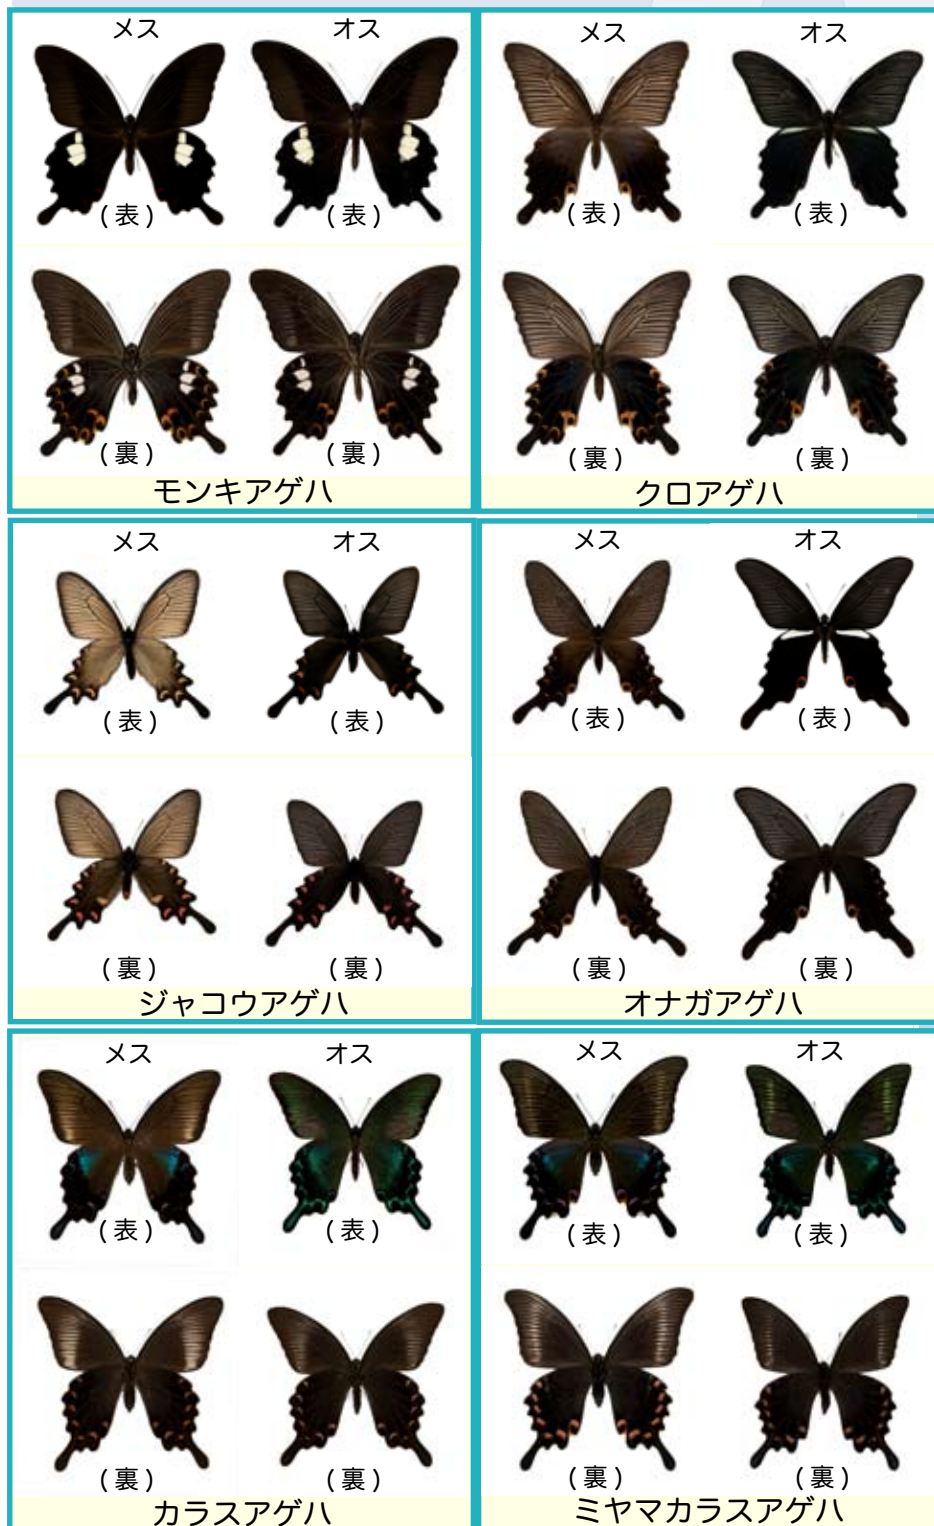 メス オス
(表) (表)
(裏) (裏)
モンキアゲハ
メス オス
(表) (表)
(裏) (裏)
クロアゲハ
メス オス
(表) (表)
(裏) (裏)
ジャコウアゲハ
メス オス
(表) (表)
(裏) (裏)
オナガアゲハ
メス オス
(表) (表)
(裏) (裏)
カラスアゲハ
メス オス
(表) (表)
(裏) (裏)
ミヤマカラスアゲハ